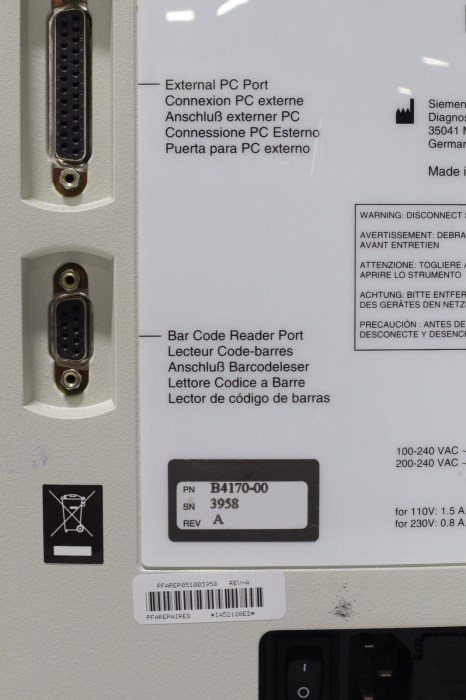 External PC Port
Connexion PC externe
Anschluß externer PC
Connessione PC Esterno
Puerta para PC externo
Siemen
Diagnos
35041 M
Germar
Made i
WARNING: DISCONNECT S
AVERTISSEMENT: DEBRA
AVANT ENTRETIEN
ATTENZIONE: TOGLIERE A
APRIRE LO STRUMENTO
ACHTUNG: BITTE ENTFER
DES GERÄTES DEN NETZ
PRECAUCIÓN : ANTES DE
DESCONECTE Y DESENC
Bar Code Reader Port
Lecteur Code-barres
Anschluß Barcodeleser
Lettore Codice a Barre
Lector de código de barras
100-240 VAC ~
200-240 VAC ~
PN B4170-00
SN 3958
REV A
for 110V: 1.5 A
for 230V: 0.8 A
PFAREP051003958 REV-A
PFAREPAIRED *IA52120ED*